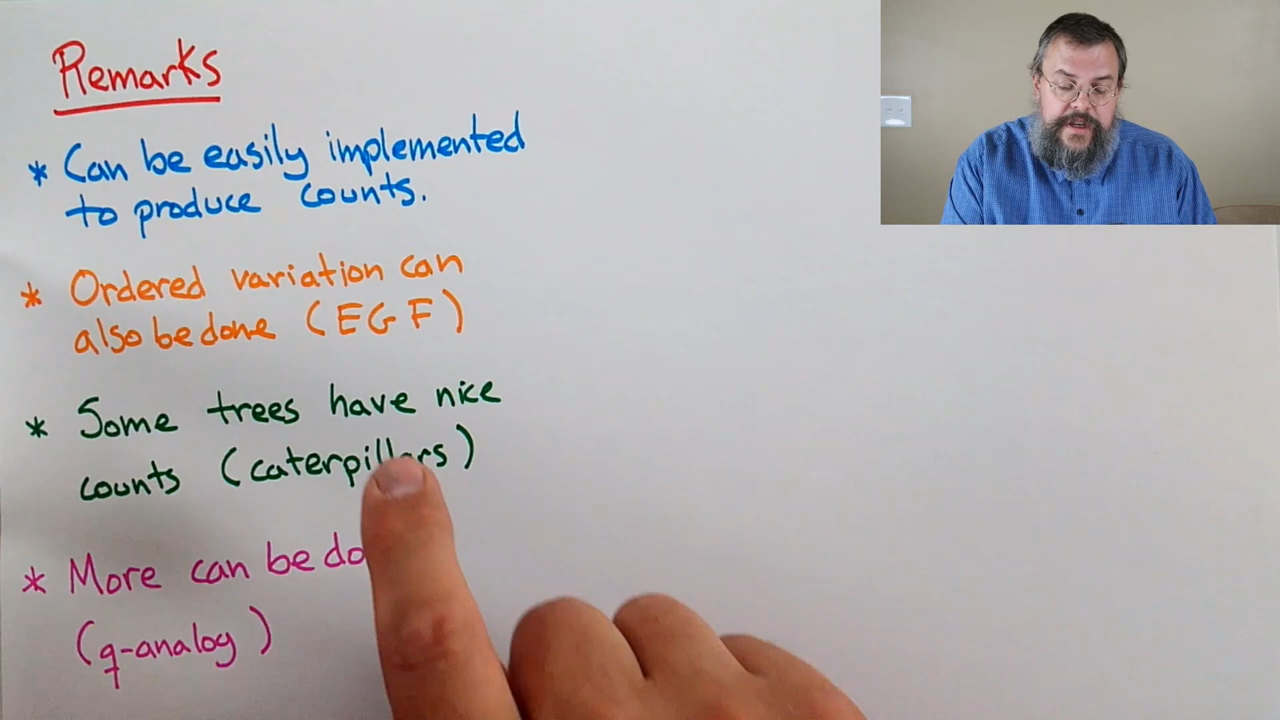 Remarks
* Can be easily implemented
to produce counts.
* Ordered variation can
also be done (EGF)
* Some trees have nice
counts (caterpillars)
* More can be
(q-analog)